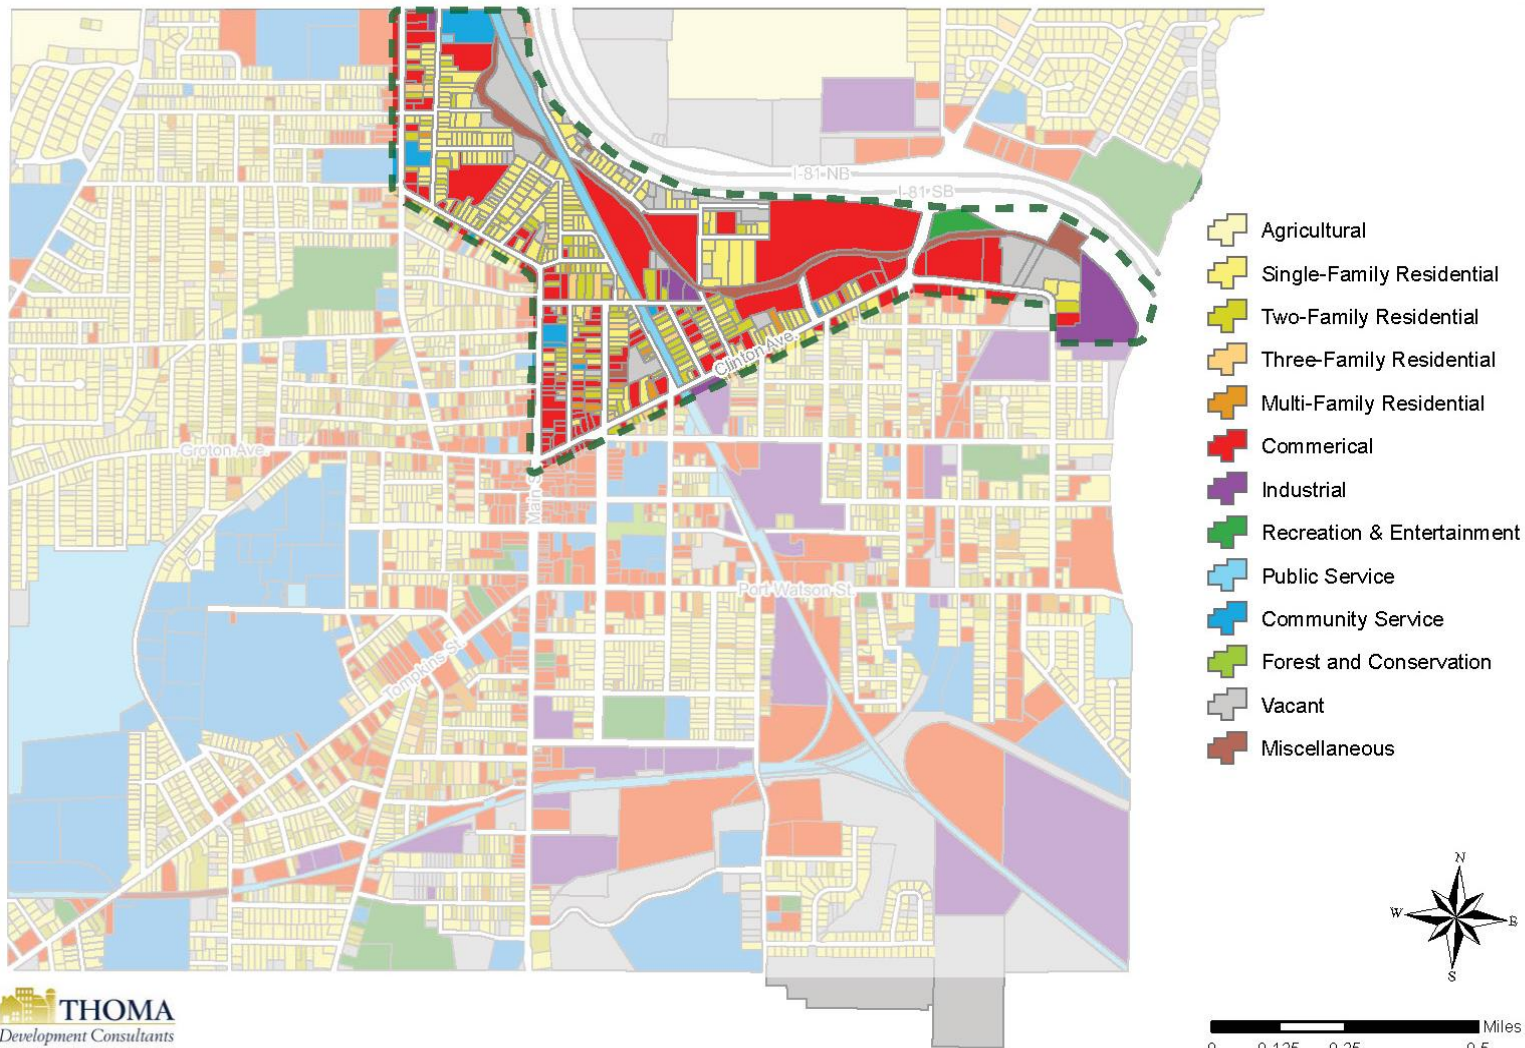 I-81 NB
I-81 SB
Agricultural
Single-Family Residential
Two-Family Residential
Three-Family Residential
Multi-Family Residential
Commerical
Industrial
Recreation & Entertainment
Public Service
Community Service
Forest and Conservation
Vacant
Miscellaneous
Clinton Ave.
Groton Ave.
Main S
Port Watson St.
Tompkins St.
N
W
E
S
THOMA
Development Consultants
Miles
0 0.125 0.25 0.5